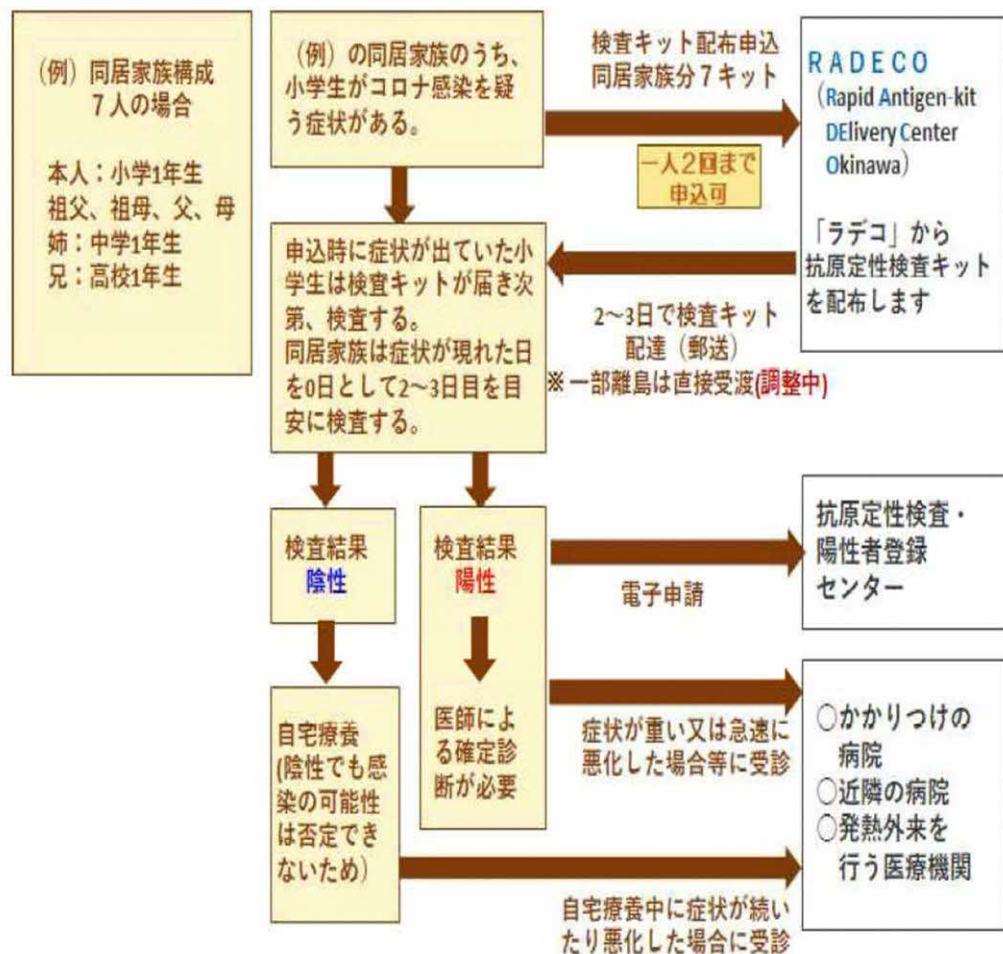 （例）同居家族構成
７人の場合
本人：小学1年生
祖父、祖母、父、母
姉：中学1年生
兄：高校1年生
（例）の同居家族のうち、
小学生がコロナ感染を疑
う症状がある。
検査キット配布申込
同居家族分７キット
一人２回まで
申込可
RADECO
（Rapid Antigen-kit
DElivery Center
Okinawa）
「ラデコ」から
抗原定性検査キット
を配布します
申込時に症状が出ていた小
学生は検査キットが届き次
第、検査する。
同居家族は症状が現れた日
を0日として2～3日目を目
安に検査する。
2～3日で検査キット
配達（郵送）
※ 一部離島は直接受渡(調整中)
検査結果
陰性
検査結果
陽性
医師によ
る確定診
断が必要
電子申請
抗原定性検査・
陽性者登録
センター
自宅療養
(陰性でも感
染の可能性
は否定でき
ないため）
症状が重い又は急速に
悪化した場合等に受診
○かかりつけの
病院
○近隣の病院
○発熱外来を
行う医療機関
自宅療養中に症状が続い
たり悪化した場合に受診